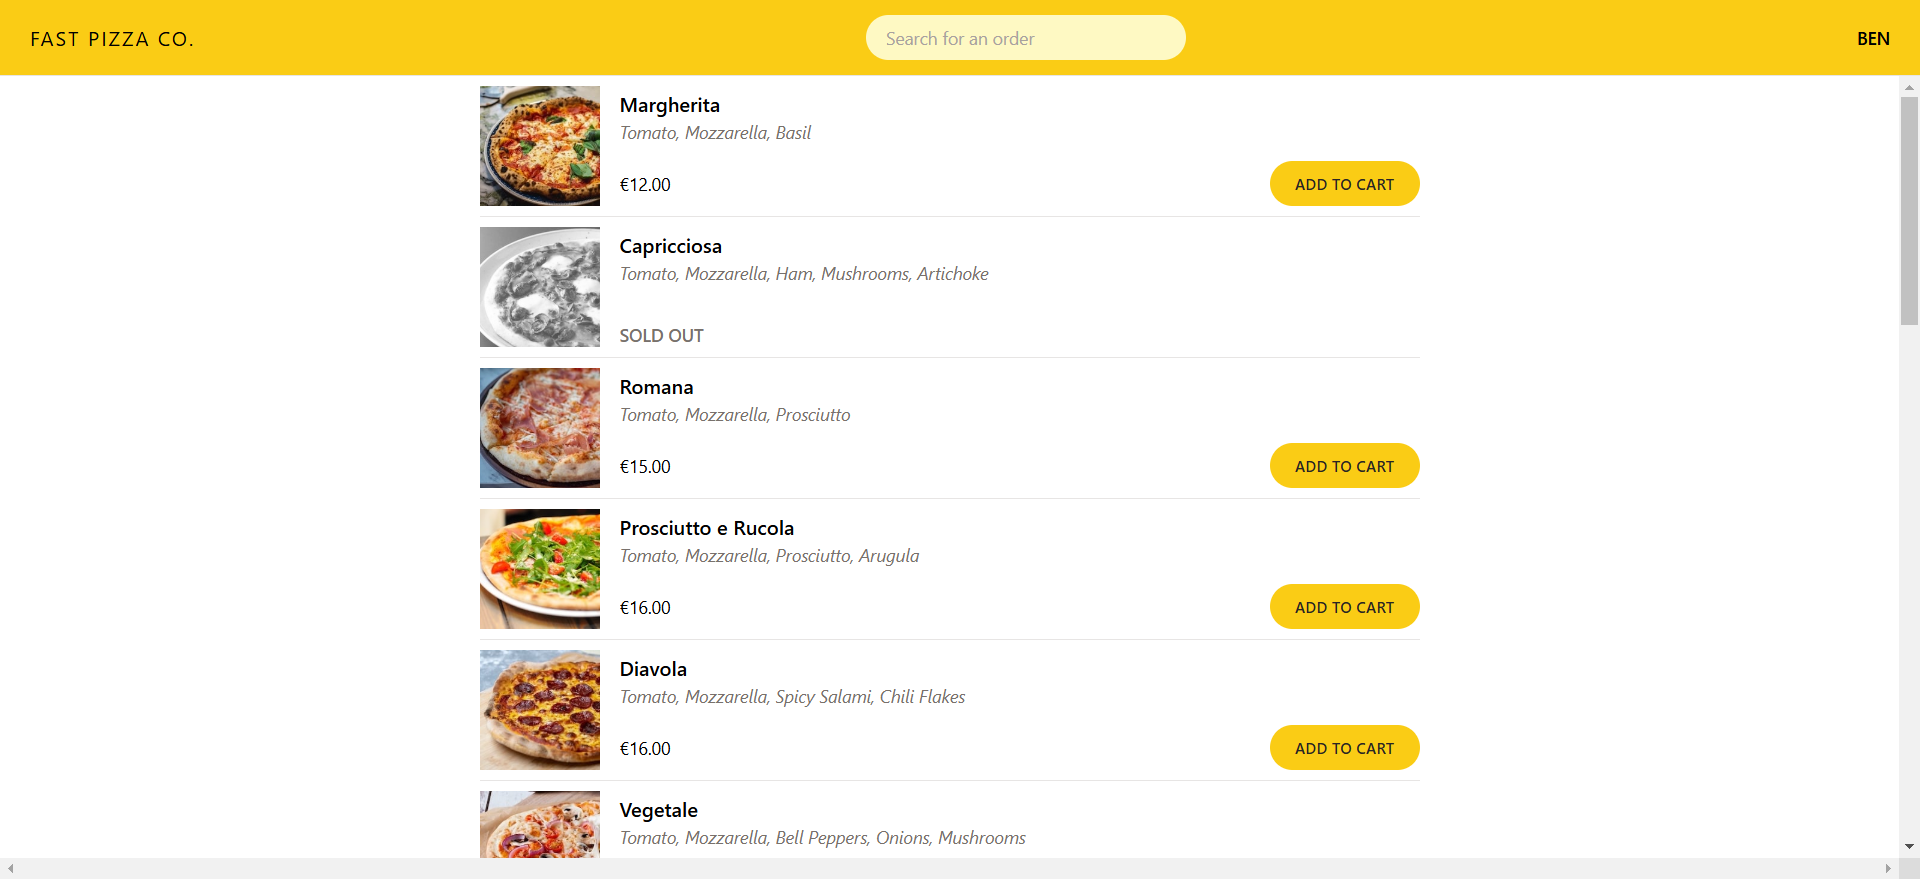 FAST PIZZA CO.
Search for an order
BEN
Margherita
Tomato, Mozzarella, Basil
€12.00
ADD TO CART
Capricciosa
Tomato, Mozzarella, Ham, Mushrooms, Artichoke
SOLD OUT
Romana
Tomato, Mozzarella, Prosciutto
€15.00
ADD TO CART
Prosciutto e Rucola
Tomato, Mozzarella, Prosciutto, Arugula
€16.00
ADD TO CART
Diavola
Tomato, Mozzarella, Spicy Salami, Chili Flakes
€16.00
ADD TO CART
Vegetale
Tomato, Mozzarella, Bell Peppers, Onions, Mushrooms